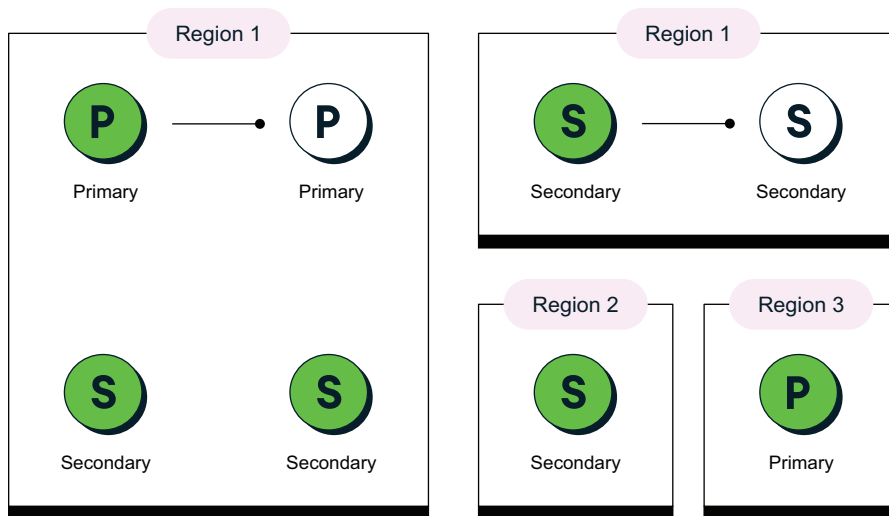 Region 1
P
P
Primary
Primary
S
S
Secondary
Secondary
Region 1
S
S
Secondary
Secondary
Region 2
S
Secondary
Region 3
P
Primary